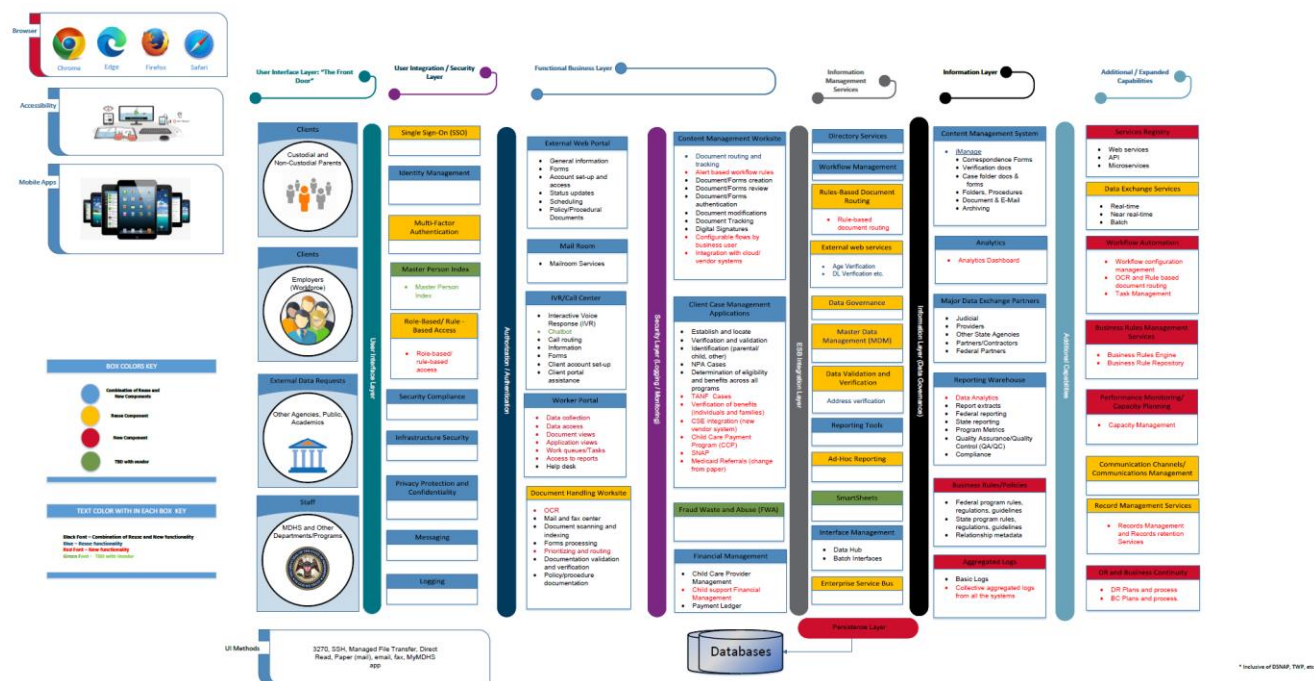 Browser
Chrome
Edge
Firefox
Safari
Accessibility
Mobile Apps
BOX COLORS KEY
Combination of Reuse and
New Components
Reuse Component
New Component
TBD with vendor
TEXT COLOR WITH IN EACH BOX KEY
Black Font – Combination of Reuse and New functionality
Blue – Reuse functionality
Red Font – New functionality
Green Font – TBD with Vendor
User Interface Layer: "The Front
Door"
Clients
Custodial and
Non-Custodial Parents
Clients
Employers
(Workforce)
External Data Requests
Other Agencies, Public,
Academics
Staff
MDHS and Other
Departments/Programs
User Interface Layer
User Integration / Security
Layer
Single Sign-On (SSO)
Identity Management
Multi-Factor
Authentication
Master Person Index
Master Person
Index
Role-Based/ Rule -
Based Access
Role-based/
rule-based
access
Security Compliance
Infrastructure Security
Privacy Protection and
Confidentiality
Messaging
Logging
Authorization / Authentication
Functional Business Layer
External Web Portal
General information
Forms
Account set-up and
access
Status updates
Scheduling
Policy/Procedural
Documents
Mail Room
Mailroom Services
IVR/Call Center
Interactive Voice
Response (IVR)
Chatbot
Call routing
Information
Forms
Client account set-up
Client portal
assistance
Worker Portal
Data collection
Data access
Document views
Application views
Work queues/Tasks
Access to reports
Help desk
Document Handling Worksite
OCR
Mail and fax center
Document scanning and
indexing
Forms processing
Prioritizing and routing
Documentation validation
and verification
Policy/procedure
documentation
Security Layer (Logging / Monitoring)
Content Management Worksite
Document routing and
tracking
Alert based workflow rules
Document/Forms creation
Document/Forms review
Document/Forms
authentication
Document modifications
Document Tracking
Digital Signatures
Configurable flows by
business user
Integration with cloud/
vendor systems
Client Case Management
Applications
Establish and locate
Verification and validation
Identification (parental/
child, other)
NPA Cases
Determination of eligibility
and benefits across all
programs
TANF Cases
Verification of benefits
(individuals and families)
CSE integration (new
vendor system)
Child Care Payment
Program (CCP)
SNAP
Medicaid Referrals (change
from paper)
Fraud Waste and Abuse (FWA)
Financial Management
Child Care Provider
Management
Child support Financial
Management
Payment Ledger
ESB Integration Layer
Information
Management
Services
Directory Services
Workflow Management
Rules-Based Document
Routing
Rule-based
document routing
External web services
Age Verification
DL Verification etc.
Data Governance
Master Data
Management (MDM)
Data Validation and
Verification
Address verification
Reporting Tools
Ad-Hoc Reporting
SmartSheets
Interface Management
Data Hub
Batch Interfaces
Enterprise Service Bus
Information Layer (Data Governance)
Information Layer
Content Management System
iManage
Correspondence Forms
Verification docs
Case folder docs &
forms
Folders, Procedures
Document & E-Mail
Archiving
Analytics
Analytics Dashboard
Major Data Exchange Partners
Judicial
Providers
Other State Agencies
Partners/Contractors
Federal Partners
Reporting Warehouse
Data Analytics
Report extracts
Federal reporting
State reporting
Program Metrics
Quality Assurance/Quality
Control (QA/QC)
Compliance
Business Rules/Policies
Federal program rules,
regulations, guidelines
State program rules,
regulations, guidelines
Relationship metadata
Aggregated Logs
Basic Logs
Collective aggregated logs
from all the systems
Additional Capabilities
Additional / Expanded
Capabilities
Services Registry
Web services
API
Microservices
Data Exchange Services
Real-time
Near real-time
Batch
Workflow Automation
Workflow configuration
management
OCR and Rule based
document routing
Task Management
Business Rules Management
Services
Business Rules Engine
Business Rule Repository
Performance Monitoring/
Capacity Planning
Capacity Management
Communication Channels/
Communications Management
Record Management Services
Records Management
and Records retention
Services
DR and Business Continuity
DR Plans and process
BC Plans and process.
UI Methods
3270, SSH, Managed File Transfer, Direct
Read, Paper (mail), email, fax, MyMDHS
app
Persistence Layer
Databases
* Inclusive of DSNAP, TWP, etc